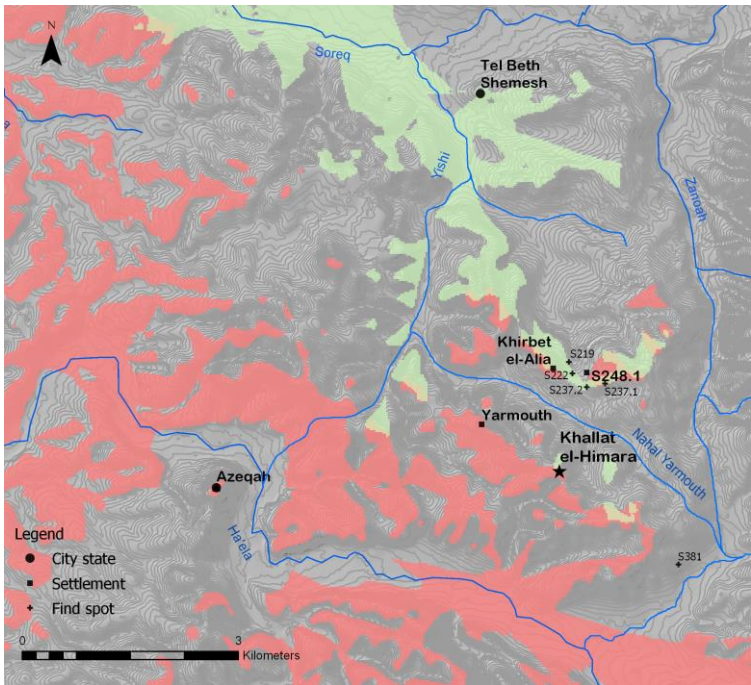 N
Soreq
Tel Beth
Shemesh
Yishi
Zanoah
Khirbet
el-Alia
S219
S222
S248.1
S237.2
S237.1
Yarmouth
Khallat
el-Himara
Nahal Yarmouth
Azeqah
Ha'ela
S381
Legend
City state
Settlement
Find spot
0 3
Kilometers